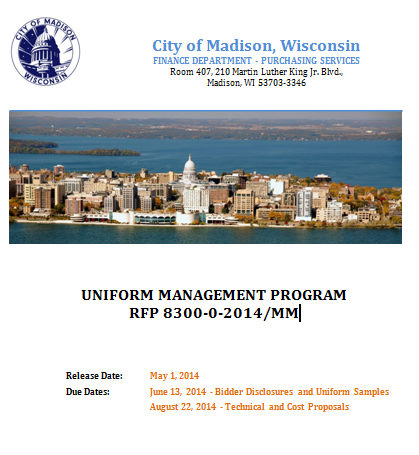 CITY OF MADISON
WISCONSIN
City of Madison, Wisconsin
FINANCE DEPARTMENT - PURCHASING SERVICES
Room 407, 210 Martin Luther King Jr. Blvd.,
Madison, WI 53703-3346
UNIFORM MANAGEMENT PROGRAM
RFP 8300-0-2014/MM
Release Date: May 1, 2014
Due Dates: June 13, 2014 - Bidder Disclosures and Uniform Samples
August 22, 2014 - Technical and Cost Proposals